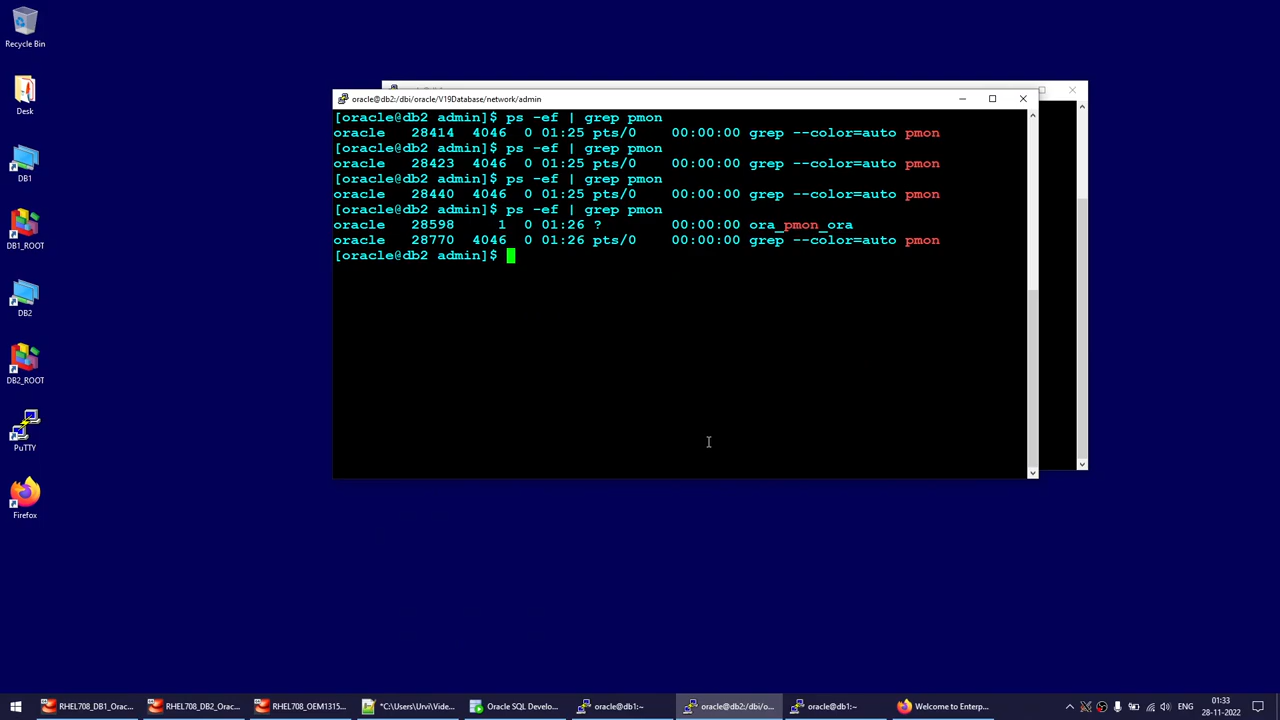 Recycle Bin
Desk
DB1
DB1_ROOT
DB2
DB2_ROOT
PuTTY
Firefox
oracle@db2:/dbi/oracle/V19Database/network/admin
[oracle@db2 admin]$ ps -ef | grep pmon
oracle 28414 4046 0 01:25 pts/0 00:00:00 grep --color=auto pmon
[oracle@db2 admin]$ ps -ef | grep pmon
oracle 28423 4046 0 01:25 pts/0 00:00:00 grep --color=auto pmon
[oracle@db2 admin]$ ps -ef | grep pmon
oracle 28440 4046 0 01:25 pts/0 00:00:00 grep --color=auto pmon
[oracle@db2 admin]$ ps -ef | grep pmon
oracle 28598 1 0 01:26 ? 00:00:00 ora_pmon_ora
oracle 28770 4046 0 01:26 pts/0 00:00:00 grep --color=auto pmon
[oracle@db2 admin]$
RHEL708_DB1_Orac...
RHEL708_DB2_Orac...
RHEL708_OEM1315...
*C:\Users\Urvi\Vide...
Oracle SQL Develo...
oracle@db1:~
oracle@db2:/dbi/o...
oracle@db1:~
Welcome to Enterp...
ENG
01:33
28-11-2022